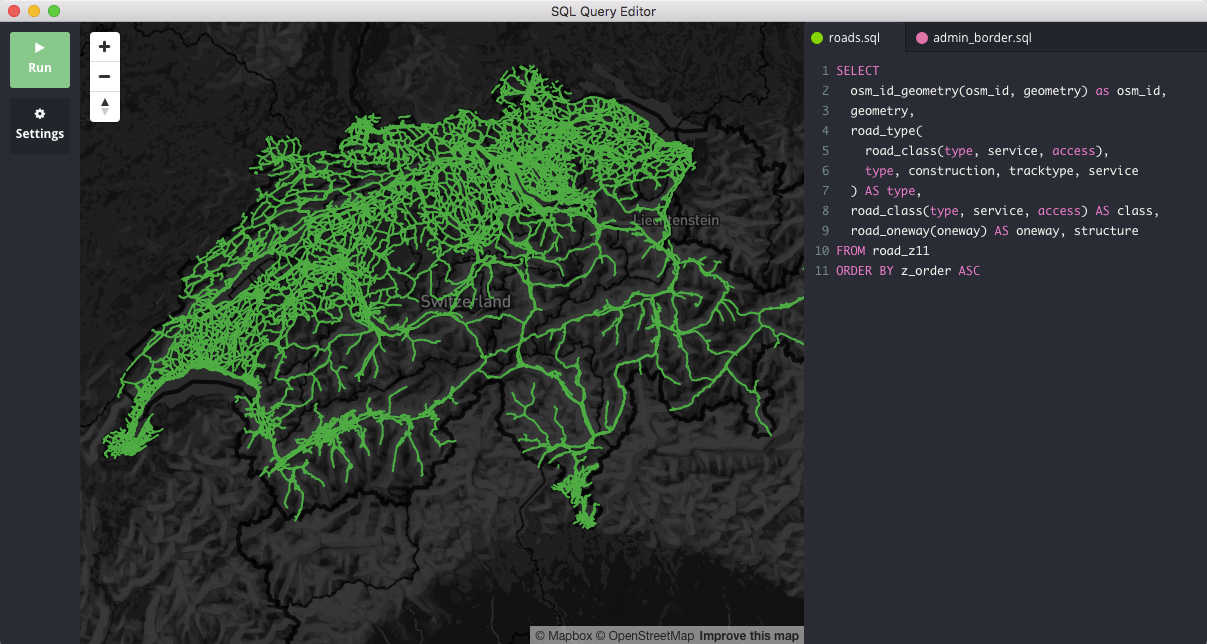 SQL Query Editor
Run
Settings
Liechtenstein
Switzerland
© Mapbox © OpenStreetMap Improve this map
roads.sql
admin_border.sql
1 SELECT
2 osm_id_geometry(osm_id, geometry) as osm_id,
3 geometry,
4 road_type(
5 road_class(type, service, access),
6 type, construction, tracktype, service
7 ) AS type,
8 road_class(type, service, access) AS class,
9 road_oneway(oneway) AS oneway, structure
10 FROM road_z11
11 ORDER BY z_order ASC